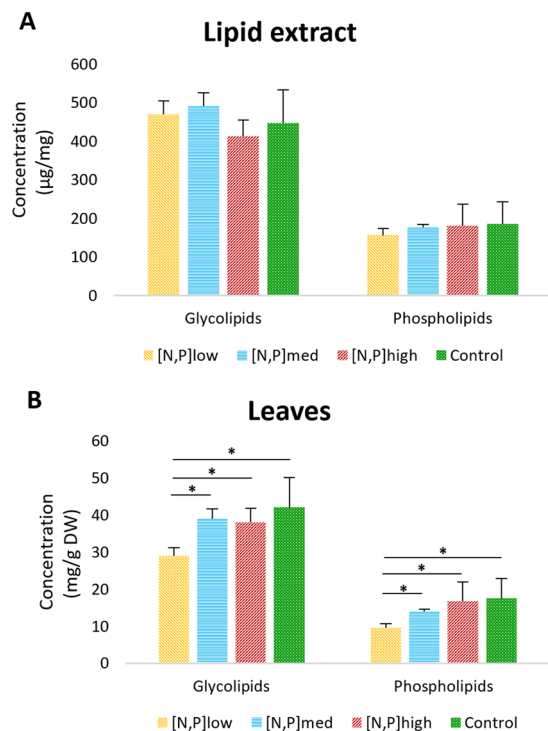 A
Lipid extract
Concentration
(µg/mg)
600
500
400
300
200
100
0
Glycolipids
Phospholipids
[N,P]low
[N,P]med
[N,P]high
Control
B
Leaves
Concentration
(mg/g DW)
60
50
40
30
20
10
0
*
*
*
*
*
*
Glycolipids
Phospholipids
[N,P]low
[N,P]med
[N,P]high
Control